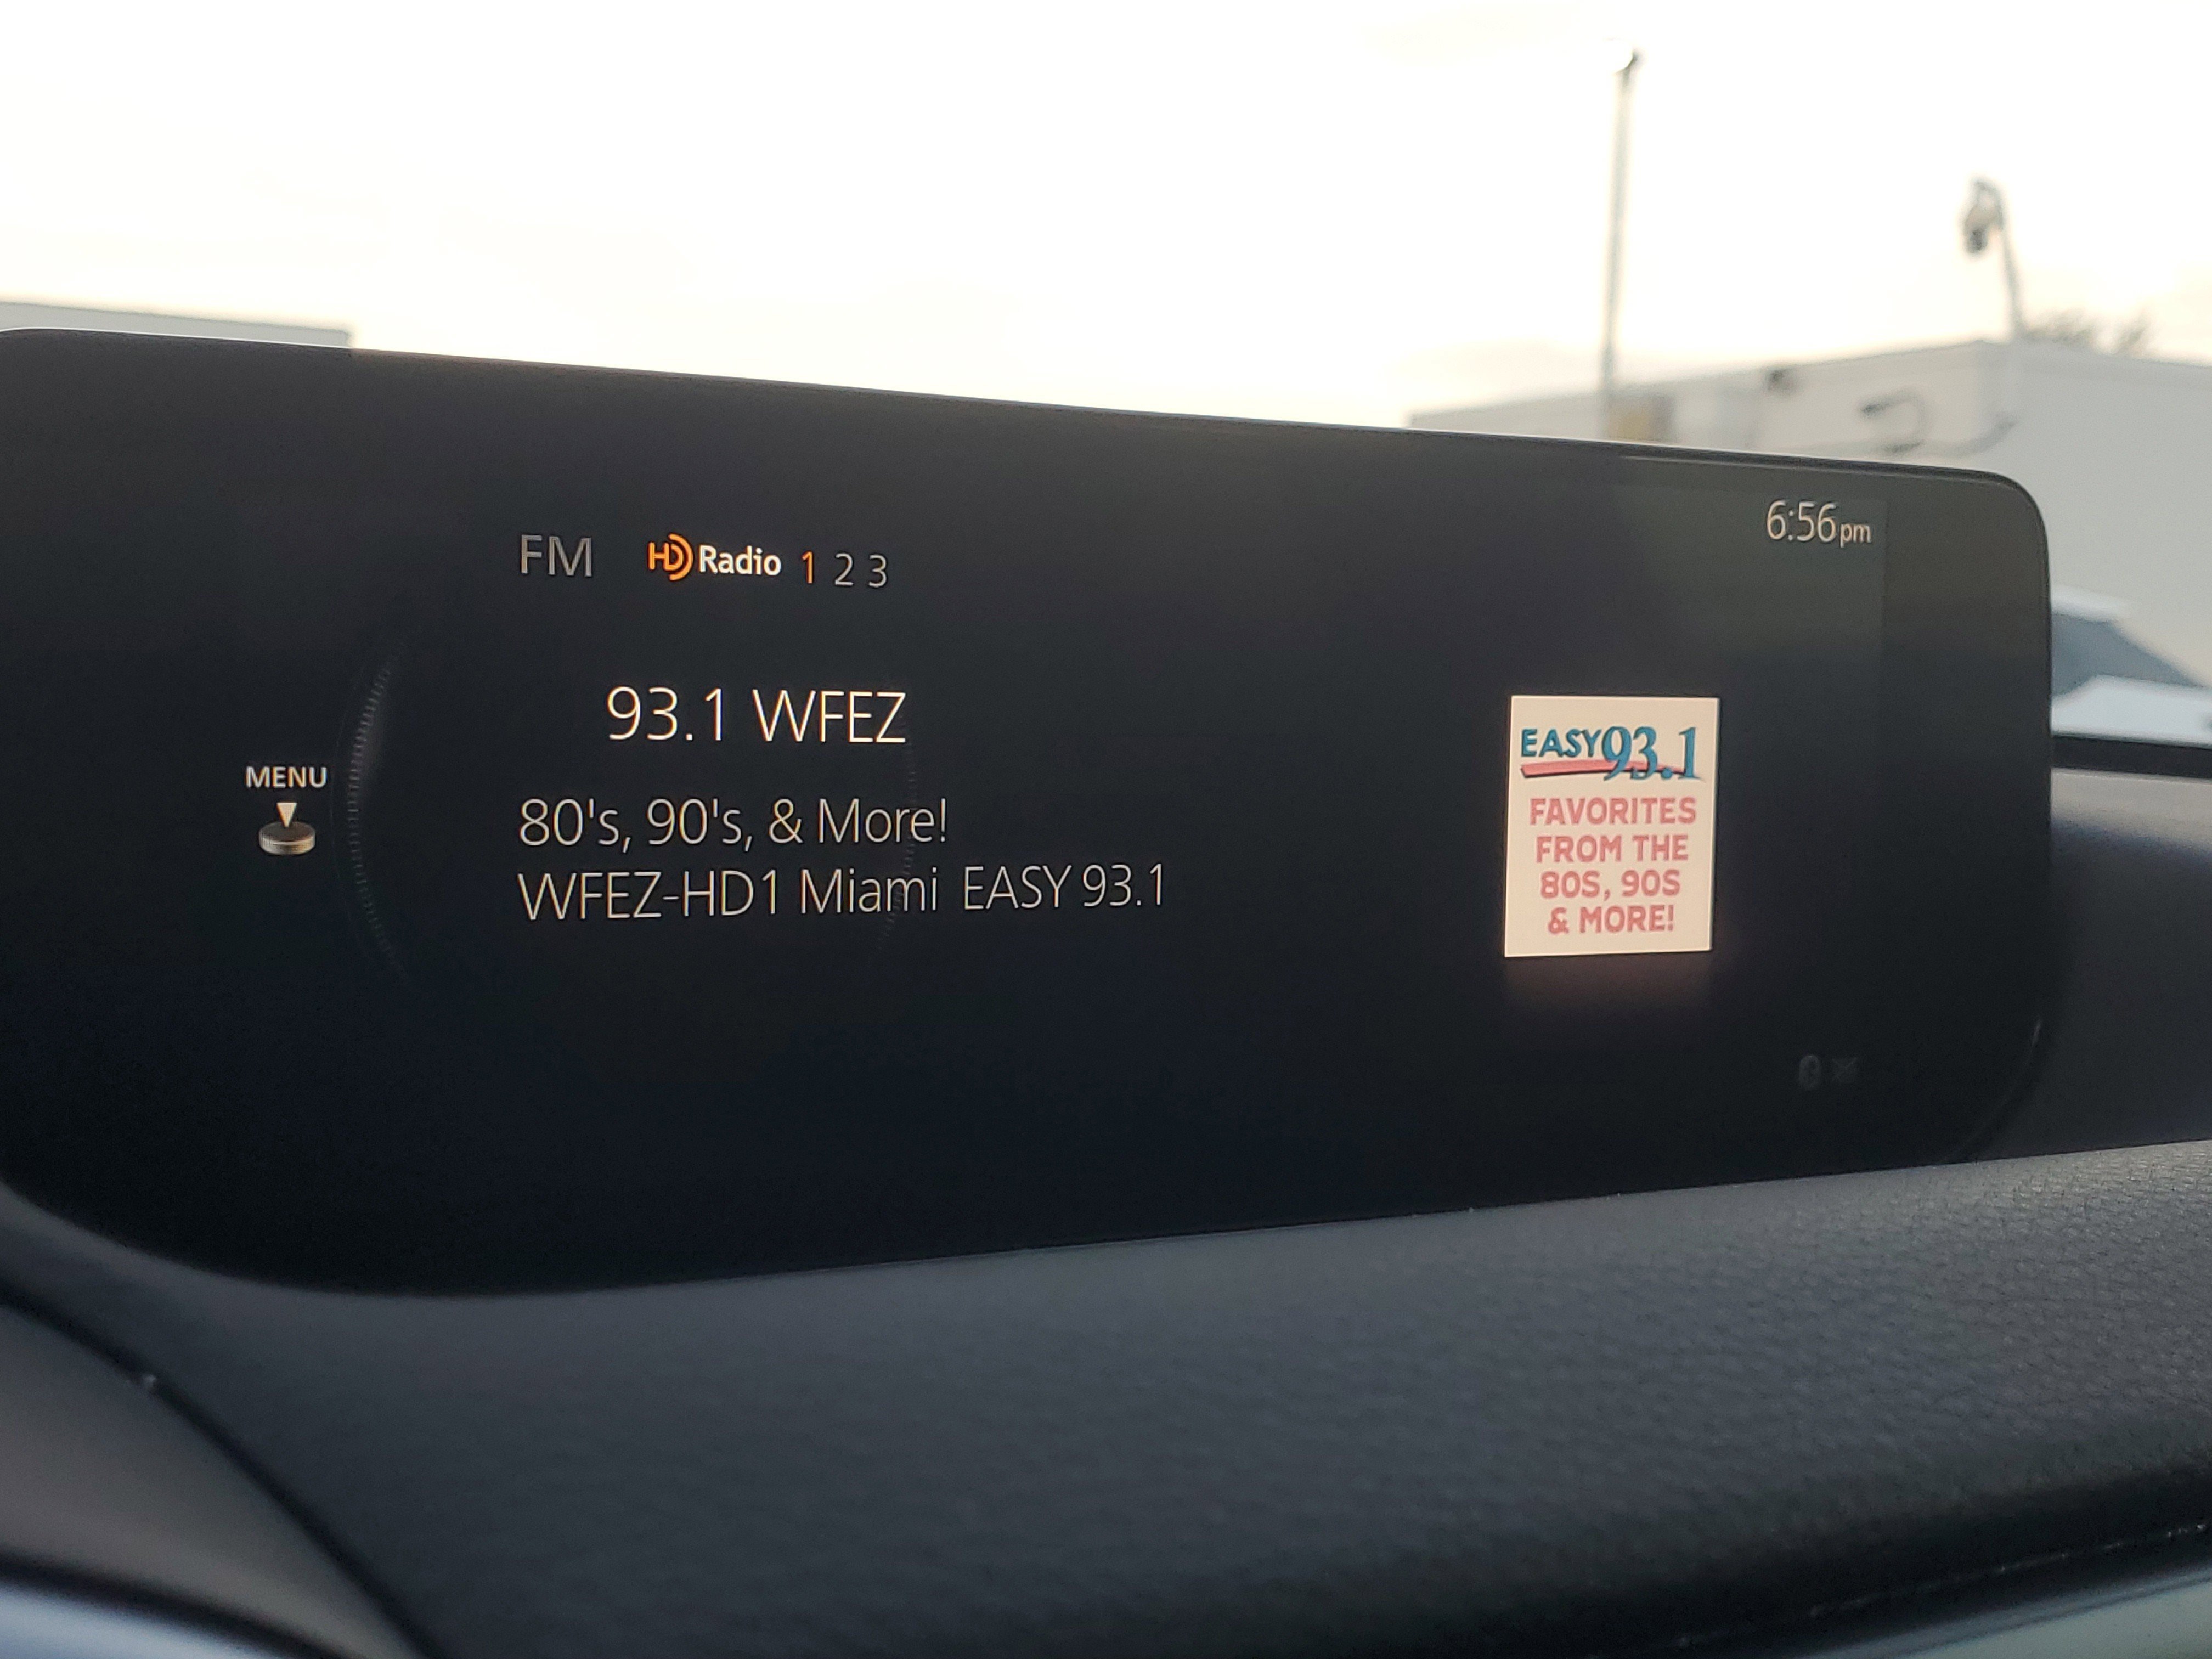 6:56pm
FM HD Radio 1 2 3
93.1 WFEZ
MENU
80's, 90's, & More!
WFEZ-HD1 Miami EASY 93.1
EASY 93.1
FAVORITES
FROM THE
80S, 90S
& MORE!